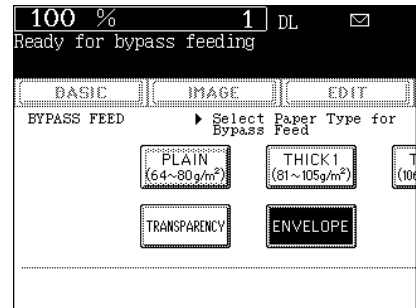 100 % 1 DL
Ready for bypass feeding
BASIC IMAGE EDIT
BYPASS FEED Select Paper Type for
Bypass Feed
PLAIN THICK1 T
(64~80g/m²) (81~105g/m²) (106
TRANSPARENCY ENVELOPE